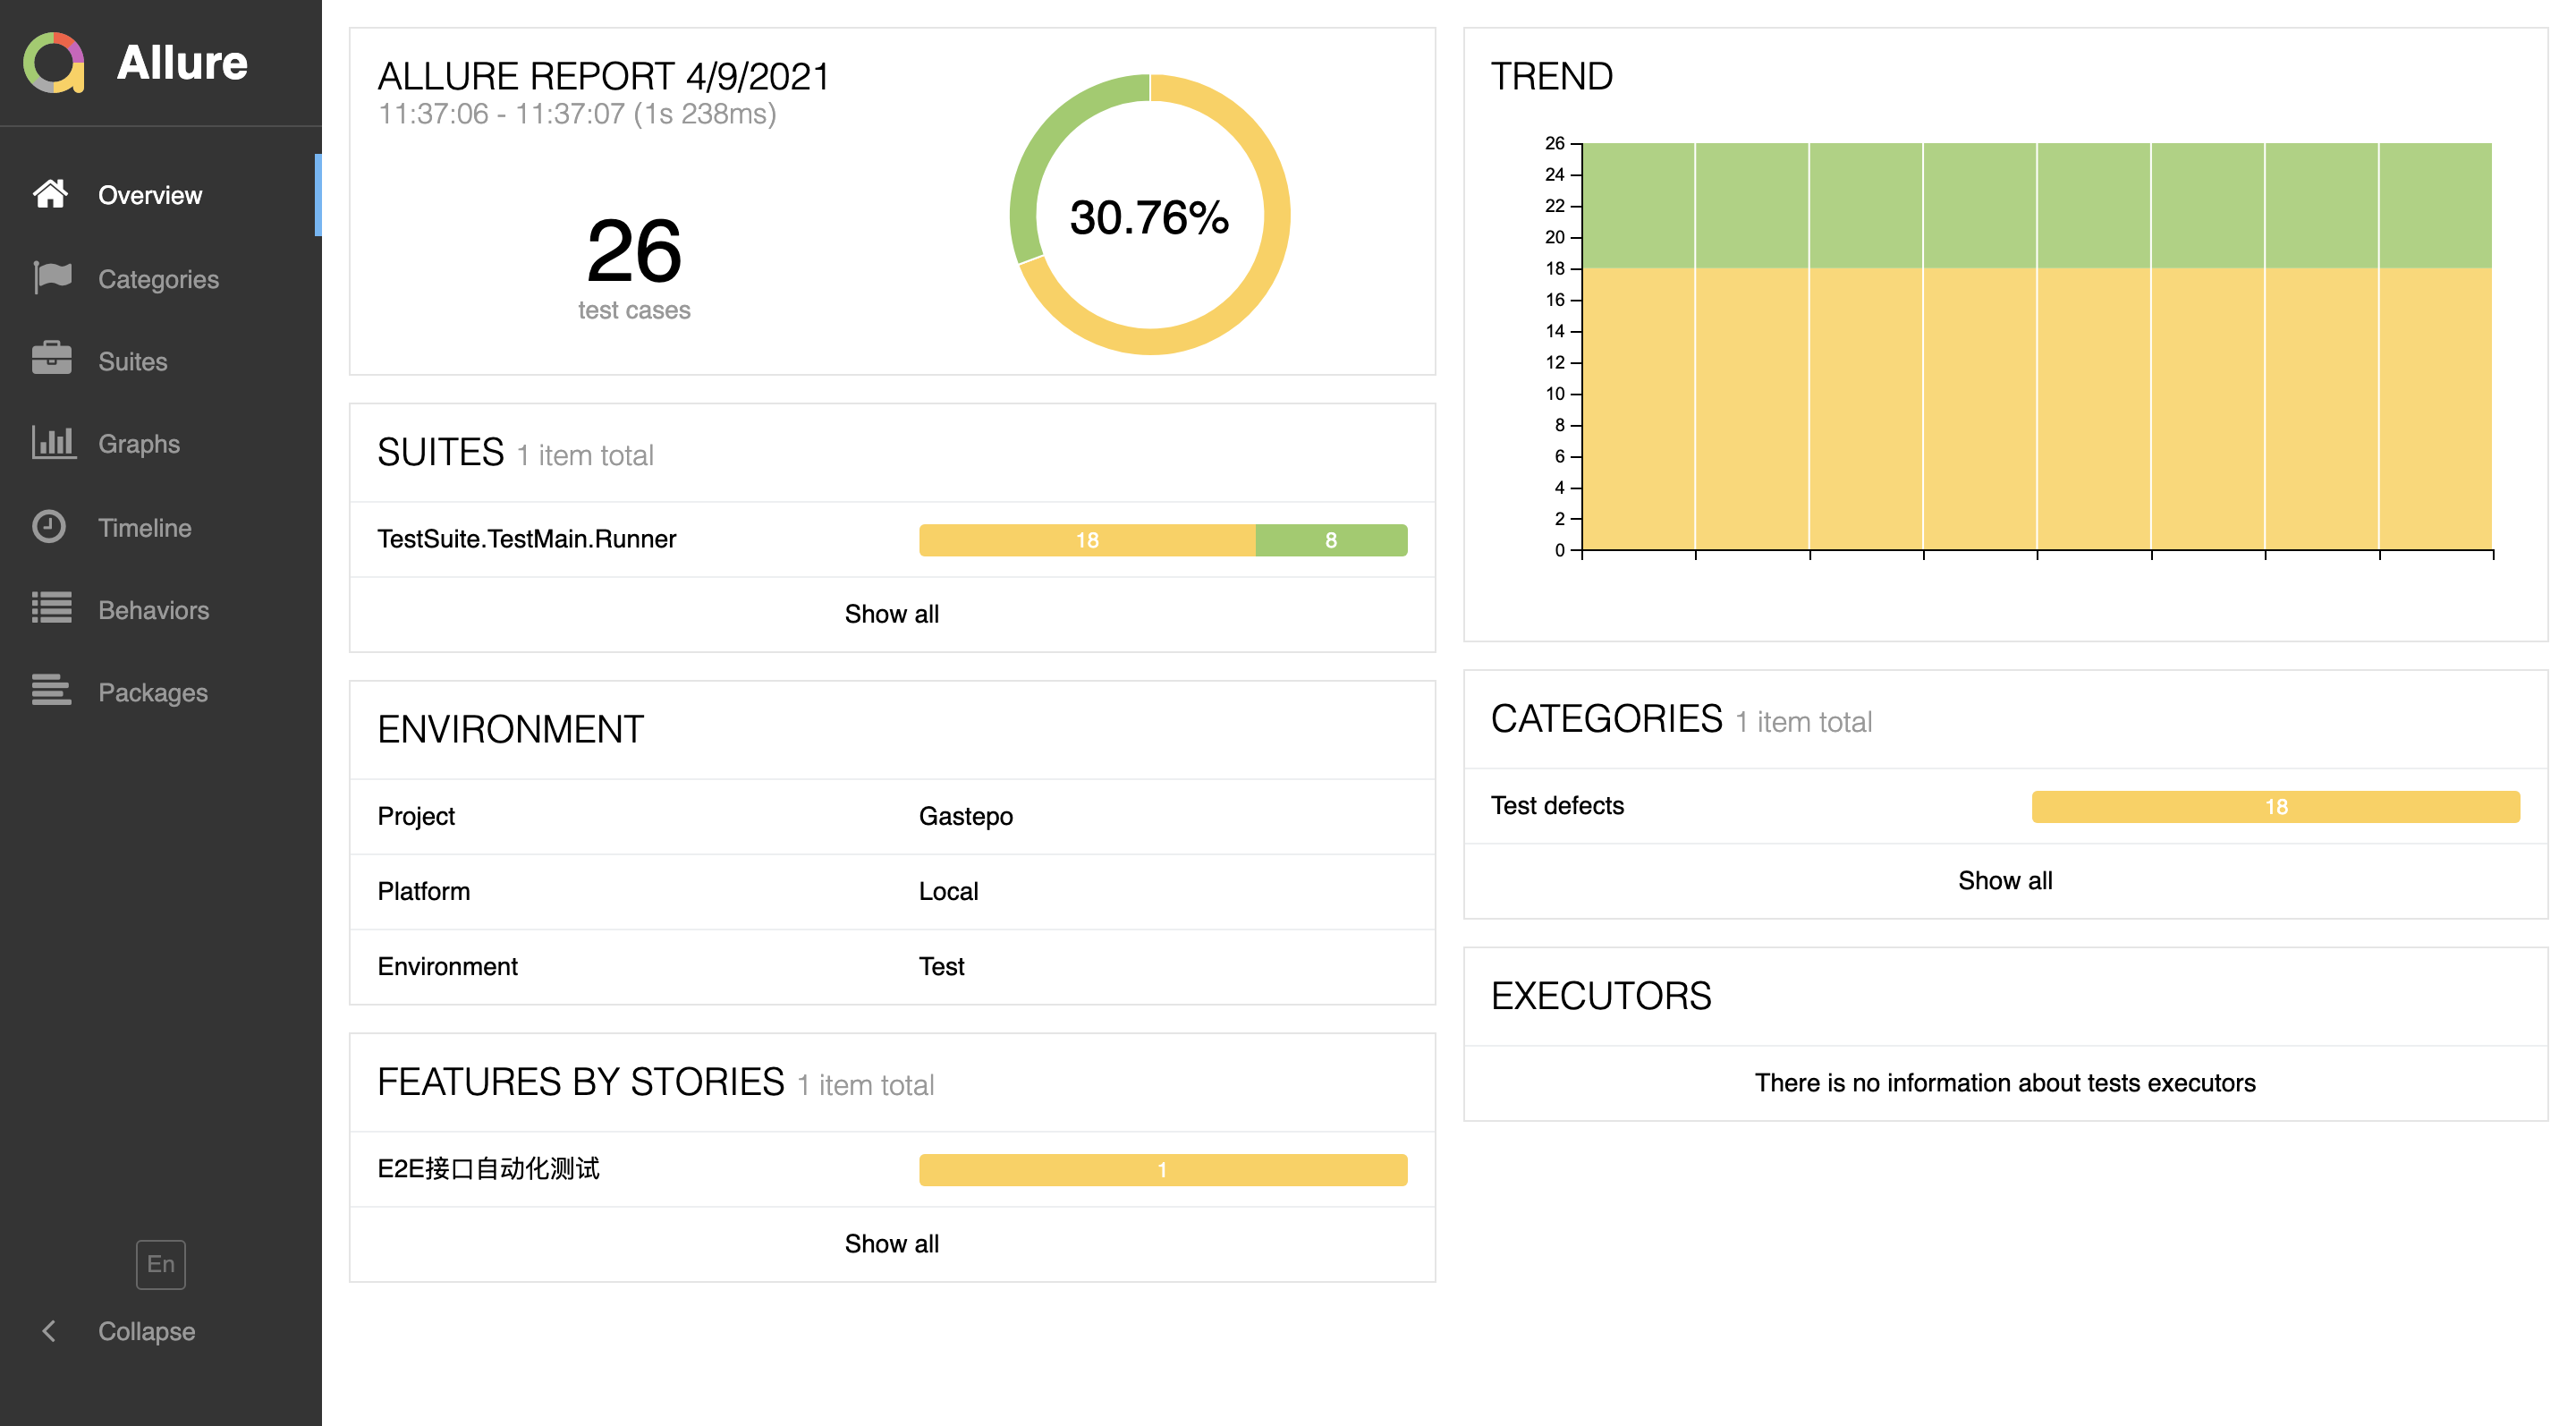 Allure
Overview
Categories
Suites
Graphs
Timeline
Behaviors
Packages
En
Collapse
ALLURE REPORT 4/9/2021
11:37:06 - 11:37:07 (1s 238ms)
26
test cases
30.76%
SUITES 1 item total
TestSuite.TestMain.Runner 18 8
Show all
ENVIRONMENT
Project Gastepo
Platform Local
Environment Test
FEATURES BY STORIES 1 item total
E2E接口自动化测试 1
Show all
TREND
26
24
22
20
18
16
14
12
10
8
6
4
2
0
CATEGORIES 1 item total
Test defects 18
Show all
EXECUTORS
There is no information about tests executors